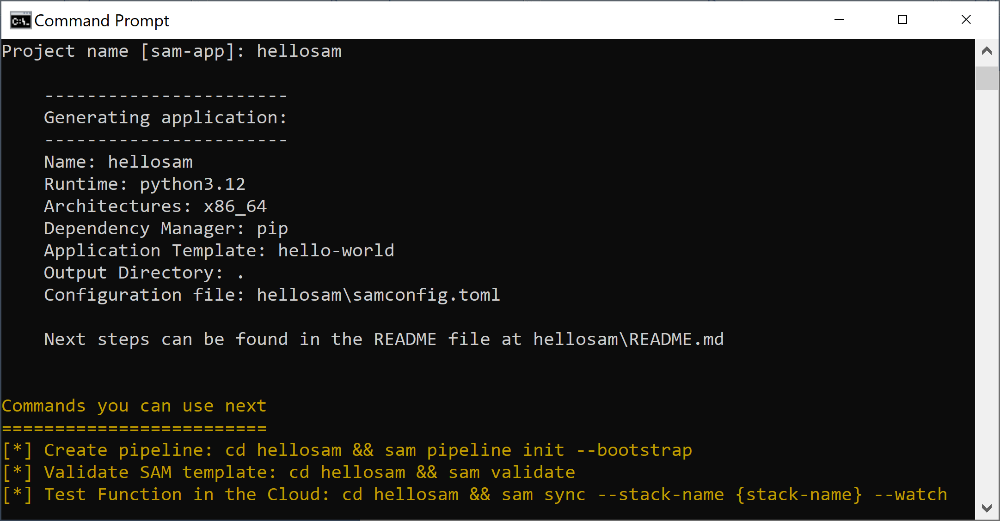 Command Prompt
Project name [sam-app]: hellosam
-----------------------
Generating application:
-----------------------
Name: hellosam
Runtime: python3.12
Architectures: x86_64
Dependency Manager: pip
Application Template: hello-world
Output Directory: .
Configuration file: hellosam\samconfig.toml
Next steps can be found in the README file at hellosam\README.md
Commands you can use next
=========================
[*] Create pipeline: cd hellosam && sam pipeline init --bootstrap
[*] Validate SAM template: cd hellosam && sam validate
[*] Test Function in the Cloud: cd hellosam && sam sync --stack-name {stack-name} --watch